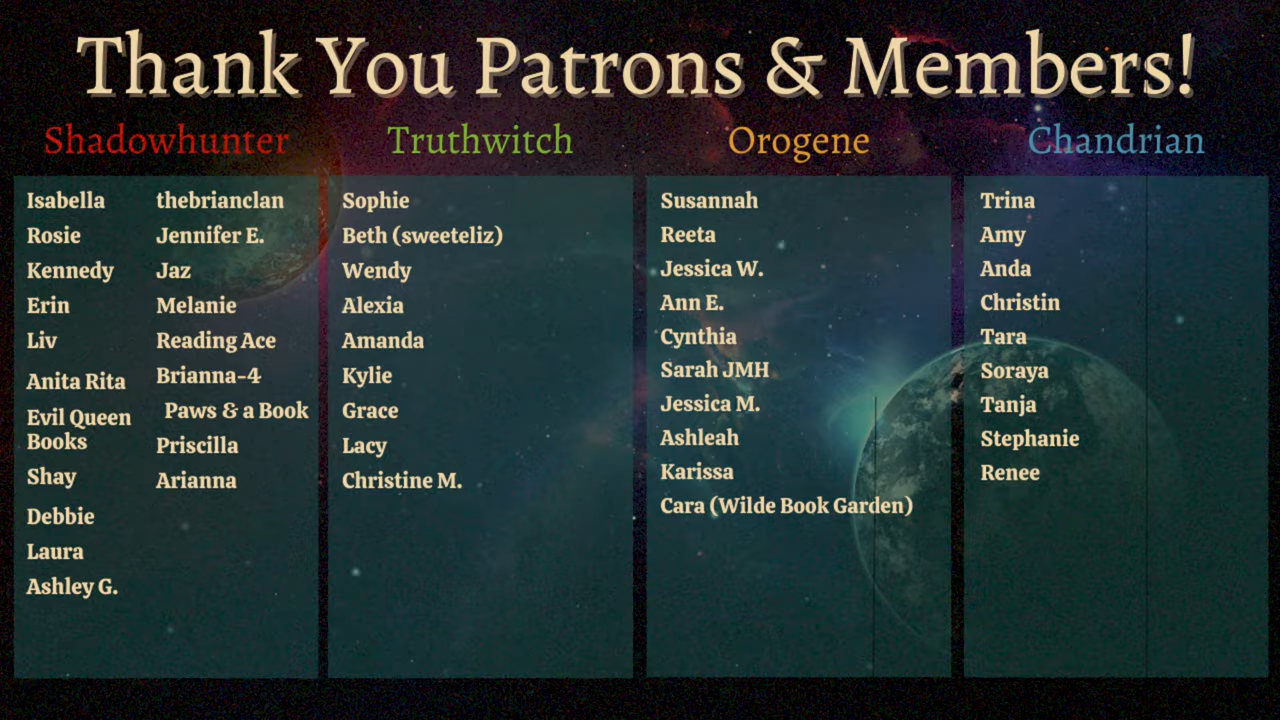 Thank You Patrons & Members!
Shadowhunter
Isabella
Rosie
Kennedy
Erin
Liv
Anita Rita
Evil Queen
Books
Shay
Debbie
Laura
Ashley G.
thebrianclan
Jennifer E.
Jaz
Melanie
Reading Ace
Brianna-4
Paws & a Book
Priscilla
Arianna
Truthwitch
Sophie
Beth (sweeteliz)
Wendy
Alexia
Amanda
Kylie
Grace
Lacy
Christine M.
Orogene
Susannah
Reeta
Jessica W.
Ann E.
Cynthia
Sarah JMH
Jessica M.
Ashleah
Karissa
Cara (Wilde Book Garden)
Chandrian
Trina
Amy
Anda
Christin
Tara
Soraya
Tanja
Stephanie
Renee